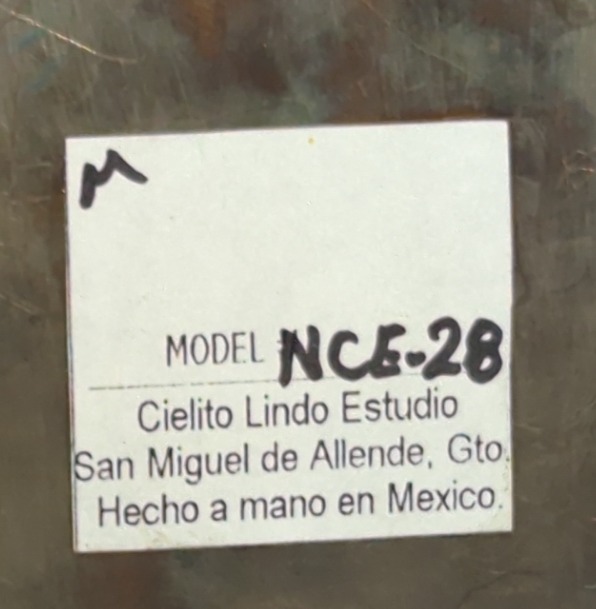 M
MODEL NCE-28
Cielito Lindo Estudio
San Miguel de Allende, Gto.
Hecho a mano en Mexico.